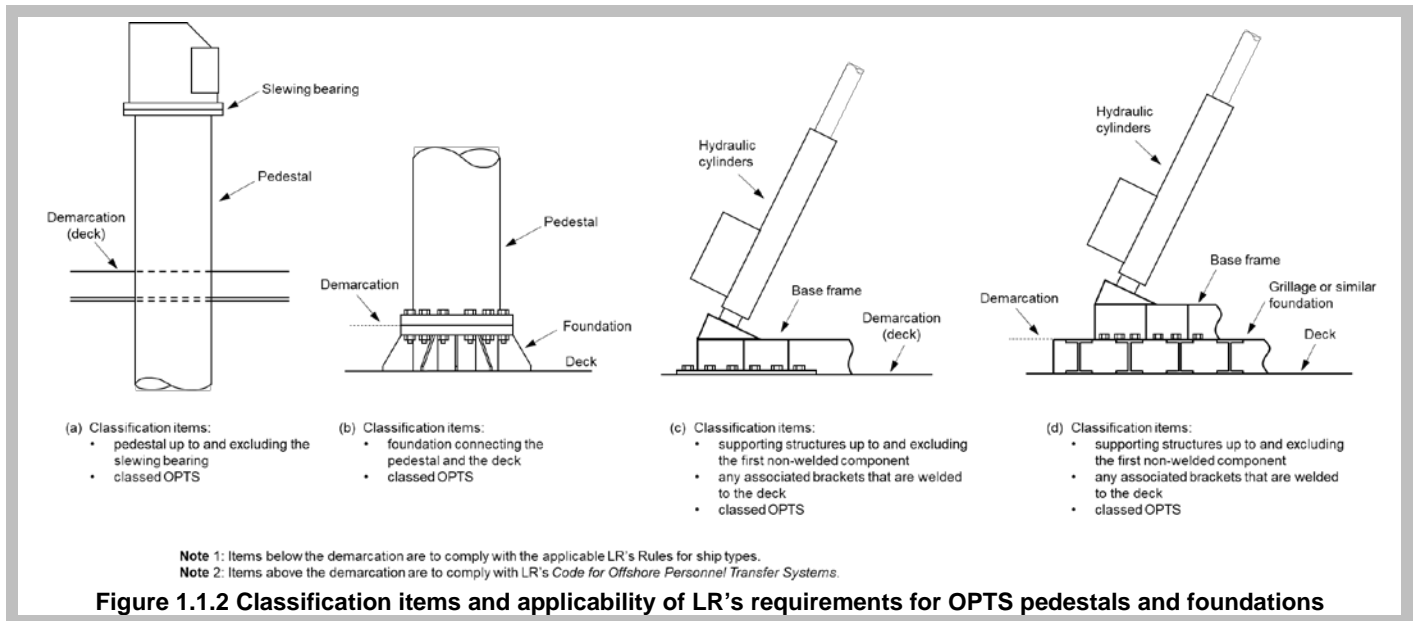 Slewing bearing
Pedestal
Demarcation
(deck)
Pedestal
Demarcation
Foundation
Deck
Hydraulic
cylinders
Base frame
Demarcation
(deck)
Hydraulic
cylinders
Base frame
Demarcation
Grillage or similar
foundation
Deck
(a) Classification items:
• pedestal up to and excluding the
slewing bearing
• classed OPTS
(b) Classification items:
• foundation connecting the
pedestal and the deck
• classed OPTS
(c) Classification items:
• supporting structures up to and excluding
the first non-welded component
• any associated brackets that are welded
to the deck
• classed OPTS
(d) Classification items:
• supporting structures up to and excluding
the first non-welded component
• any associated brackets that are welded
to the deck
• classed OPTS
Note 1: Items below the demarcation are to comply with the applicable LR's Rules for ship types.
Note 2: Items above the demarcation are to comply with LR's Code for Offshore Personnel Transfer Systems.
Figure 1.1.2 Classification items and applicability of LR's requirements for OPTS pedestals and foundations